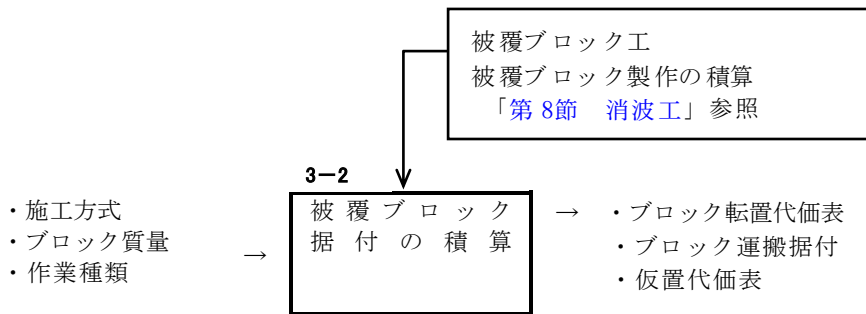 被覆ブロック工
被覆ブロック製作の積算
「第 8節　消波工」参照
3－2
・施工方式
・ブロック質量
・作業種類
→
被覆ブロック
据付の積算
→
・ブロック転置代価表
・ブロック運搬据付
・仮置代価表